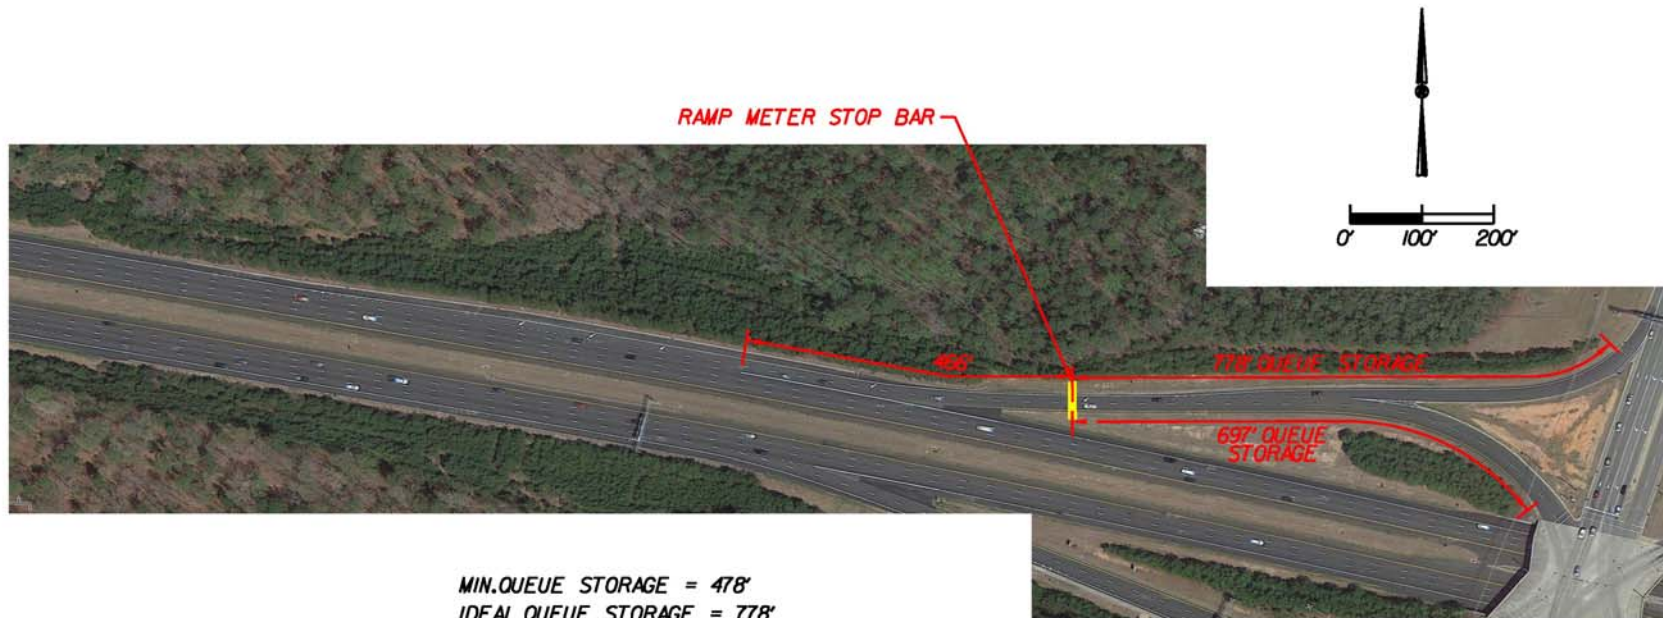 RAMP METER STOP BAR
0' 100' 200'
466'
778' QUEUE STORAGE
697' QUEUE
STORAGE
MIN.QUEUE STORAGE = 478'
IDEAL QUEUE STORAGE = 778'